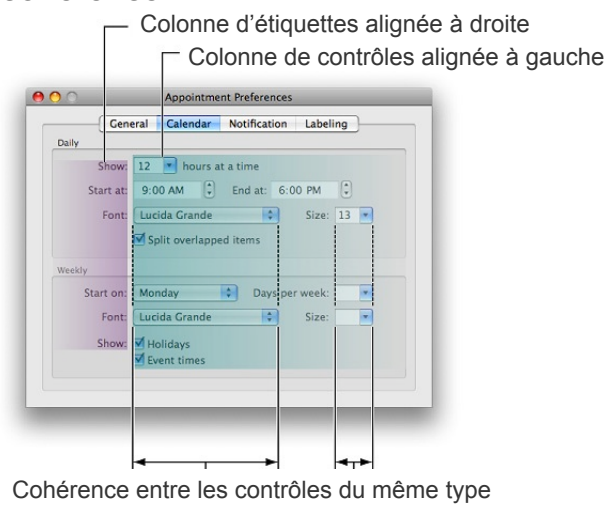 Colonne d'étiquettes alignée à droite
Colonne de contrôles alignée à gauche
Appointment Preferences
General Calendar Notification Labeling
Daily
Show: 12 hours at a time
Start at: 9:00 AM End at: 6:00 PM
Font: Lucida Grande Size: 13
Split overlapped items
Weekly
Start on: Monday Days per week:
Font: Lucida Grande Size:
Show: Holidays
Event times
Cohérence entre les contrôles du même type